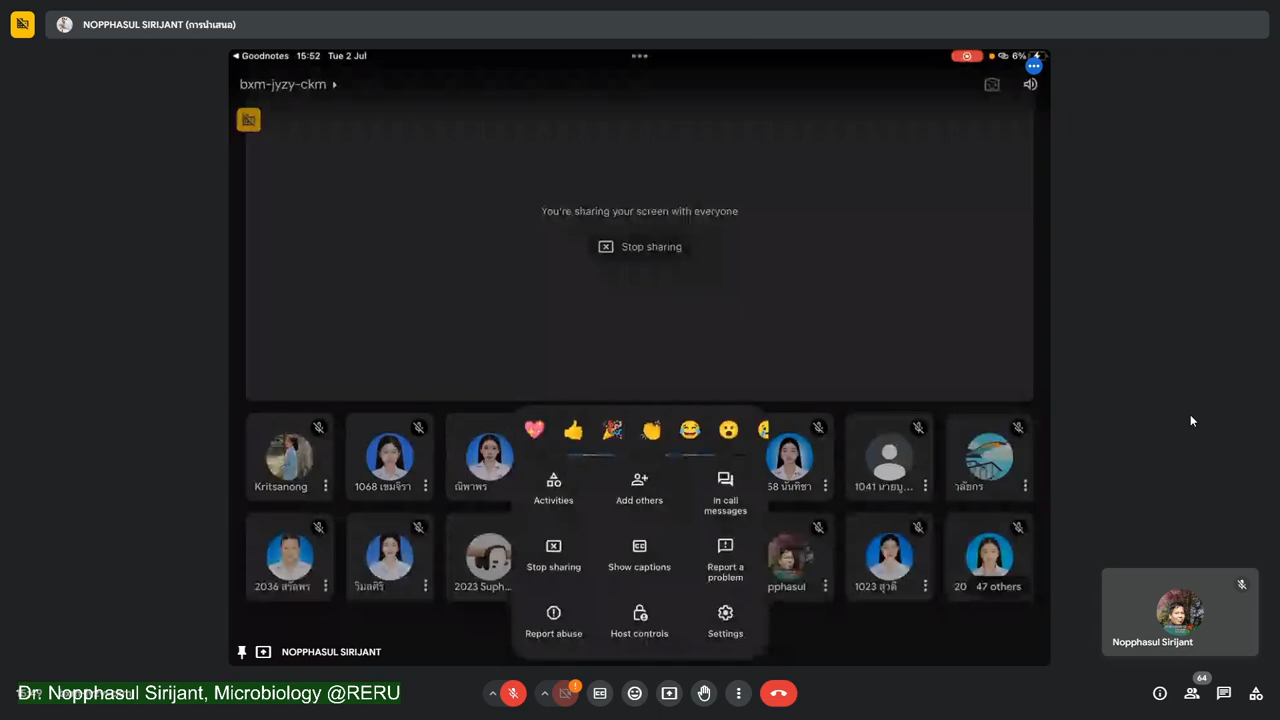 NOPPHASUL SIRIJANT (การนำเสนอ)
Goodnotes 15:52 Tue 2 Jul
6%
bxm-jyzy-ckm
You're sharing your screen with everyone
Stop sharing
Kritsanong
1068 เขมจิรา
ณิพาพร
58 นันทิชา
1041 นายบู...
วลัยกร
Activities
Add others
In call
messages
2036 สรัลพร
วิมลศิริ
2023 Suph...
pphasul
1023 สุวดี
20
47 others
Stop sharing
Show captions
Report a
problem
Report abuse
Host controls
Settings
NOPPHASUL SIRIJANT
Nopphasul Sirijant
Dr Nopphasul Sirijant, Microbiology @RERU
64